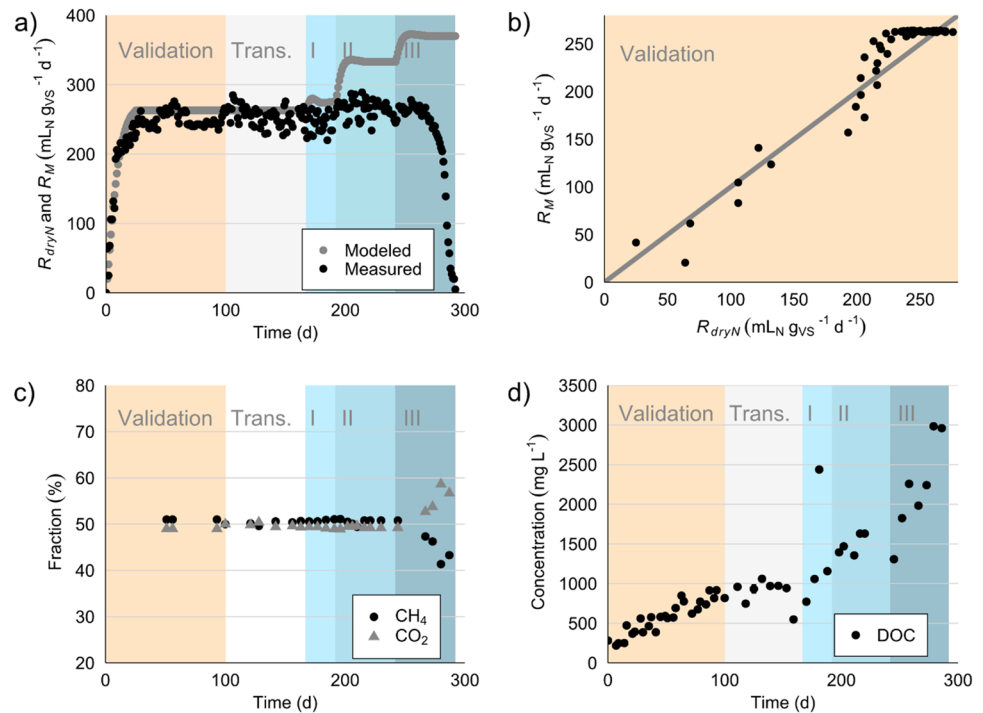 a)
400
300
200
100
0
R_dryN and R_M (mL_N g_VS ⁻¹ d⁻¹)
Validation
Trans.
I
II
III
Modeled
Measured
0
100
200
300
Time (d)
b)
250
200
150
100
50
0
R_M (mL_N g_VS ⁻¹ d⁻¹)
Validation
0
50
100
150
200
250
R_dryN (mL_N g_VS ⁻¹ d⁻¹)
c)
80
70
60
50
40
30
20
Fraction (%)
Validation
Trans.
I
II
III
CH₄
CO₂
0
100
200
300
Time (d)
d)
3500
3000
2500
2000
1500
1000
500
0
Concentration (mg L⁻¹)
Validation
Trans.
I
II
III
DOC
0
100
200
300
Time (d)